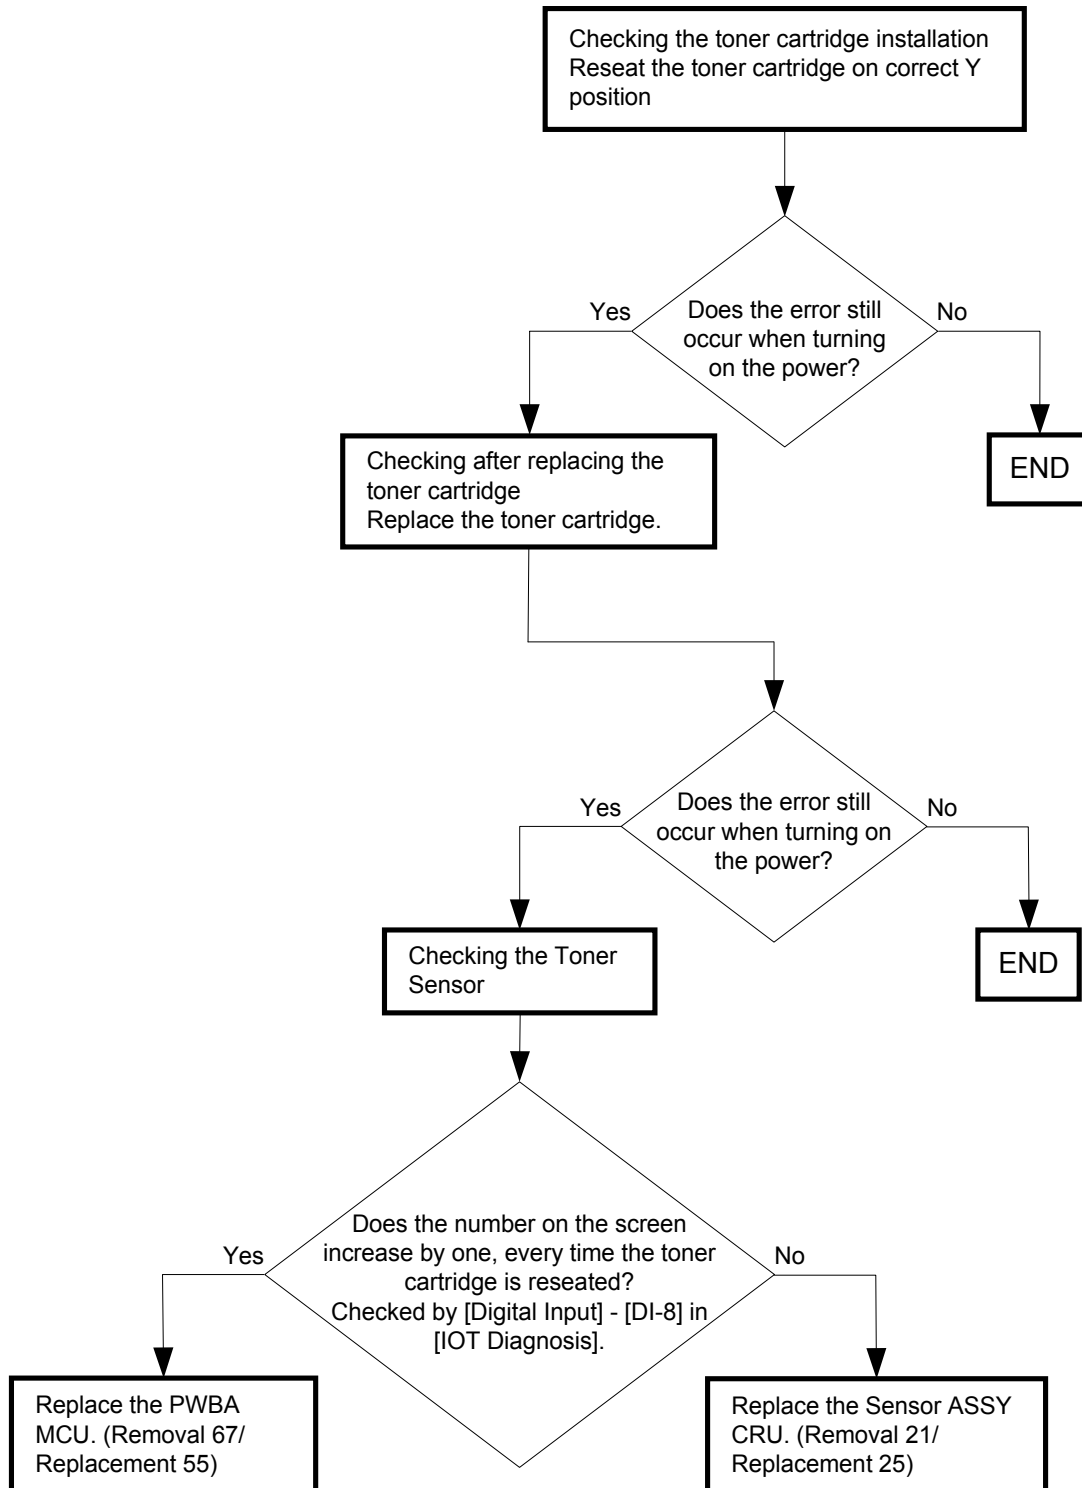 Checking the toner cartridge installation
Reseat the toner cartridge on correct Y
position
Yes
Does the error still
occur when turning
on the power?
No
Checking after replacing the
toner cartridge
Replace the toner cartridge.
END
Yes
Does the error still
occur when turning on
the power?
No
Checking the Toner
Sensor
END
Yes
Does the number on the screen
increase by one, every time the toner
cartridge is reseated?
Checked by [Digital Input] - [DI-8] in
[IOT Diagnosis].
No
Replace the PWBA
MCU. (Removal 67/
Replacement 55)
Replace the Sensor ASSY
CRU. (Removal 21/
Replacement 25)